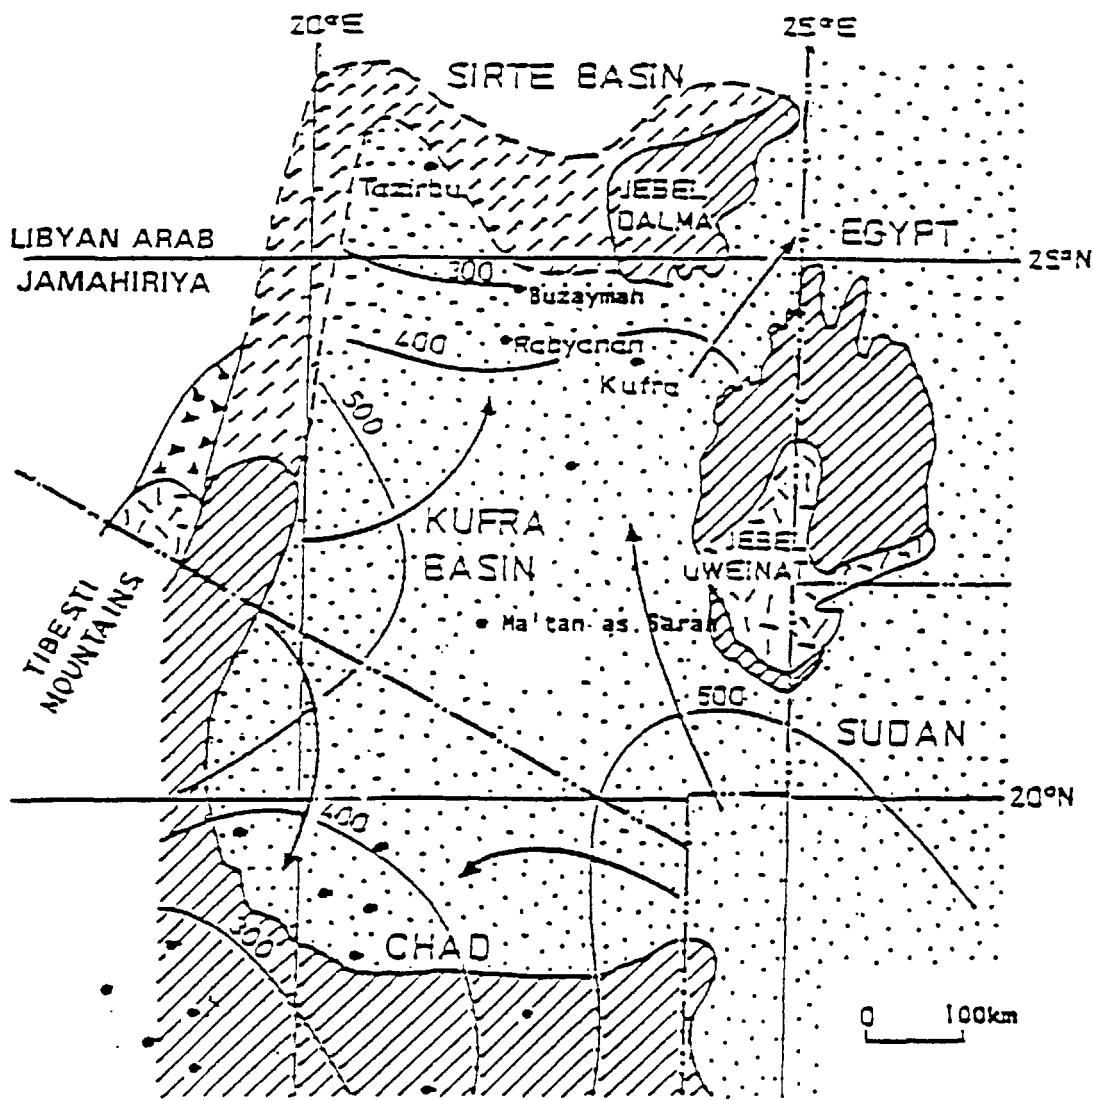 20°E
25°E
SIRTE BASIN
Tazirbu
JEBEL
DALMA
LIBYAN ARAB
JAMAHIRIYA
EGYPT
25°N
300
Buzaymah
400
Rabyanah
Kufra
500
KUFRA
BASIN
JEBEL
UWEINAT
TIBESTI
MOUNTAINS
Ma'tan as Sarah
500
SUDAN
20°N
400
300
CHAD
0 100km